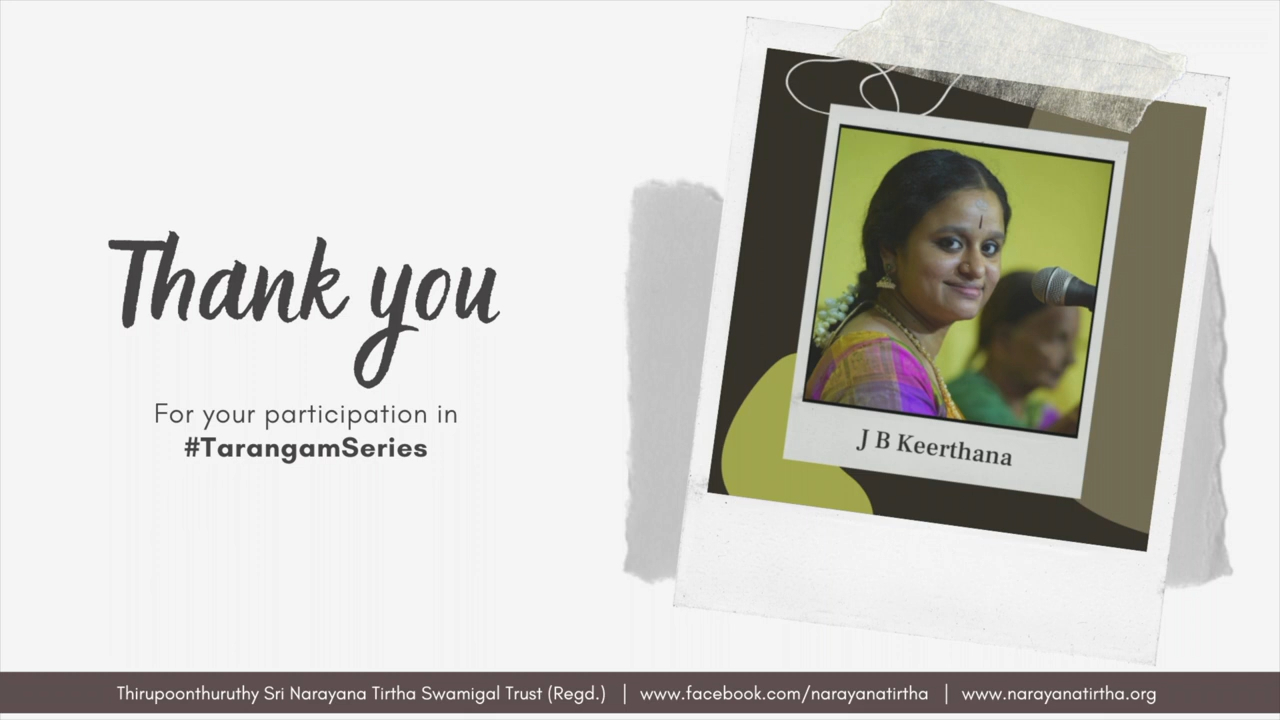 Thank you
For your participation in
#TarangamSeries
J B Keerthana
Thirupoonthuruthy Sri Narayana Tirtha Swamigal Trust (Regd.) | www.facebook.com/narayanatirtha | www.narayanatirtha.org